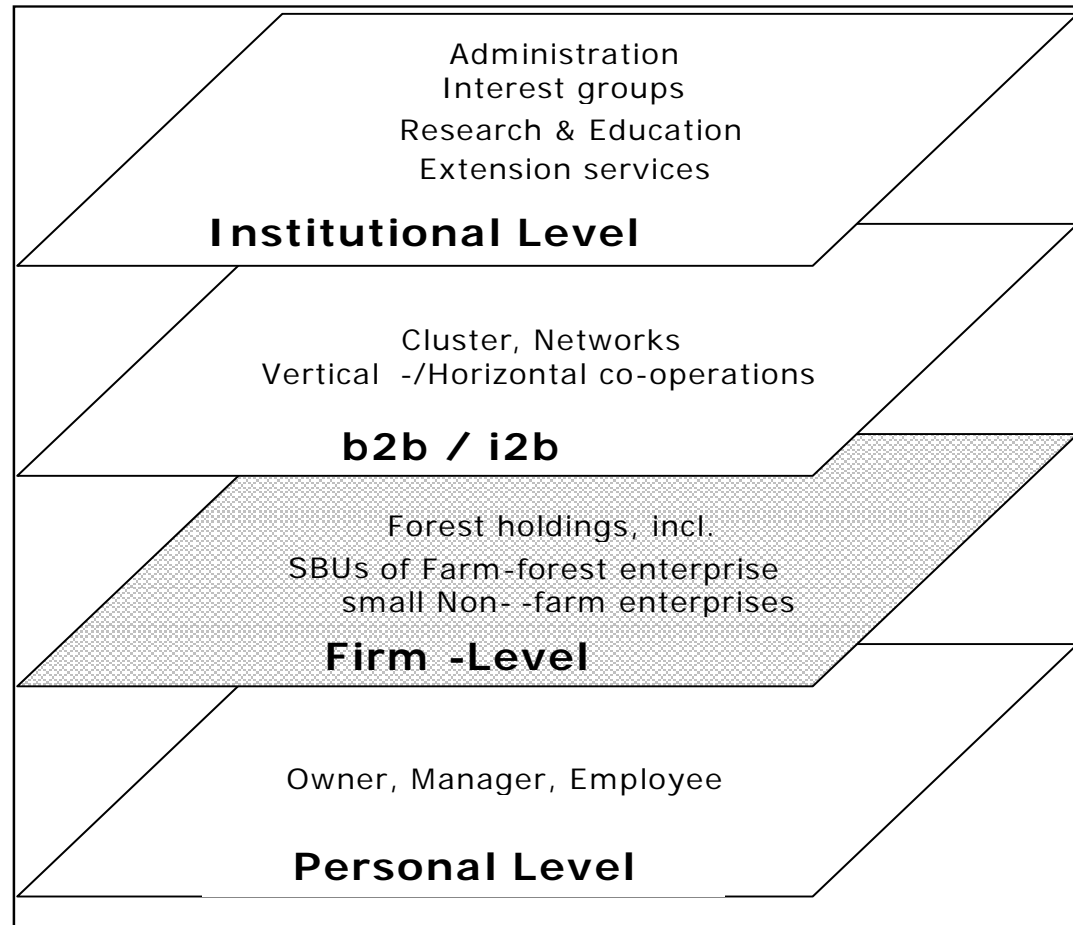 Administration
Interest groups
Research & Education
Extension services
Institutional Level
Cluster, Networks
Vertical -/Horizontal co-operations
b2b / i2b
Forest holdings, incl.
SBUs of Farm-forest enterprise
small Non- -farm enterprises
Firm -Level
Owner, Manager, Employee
Personal Level